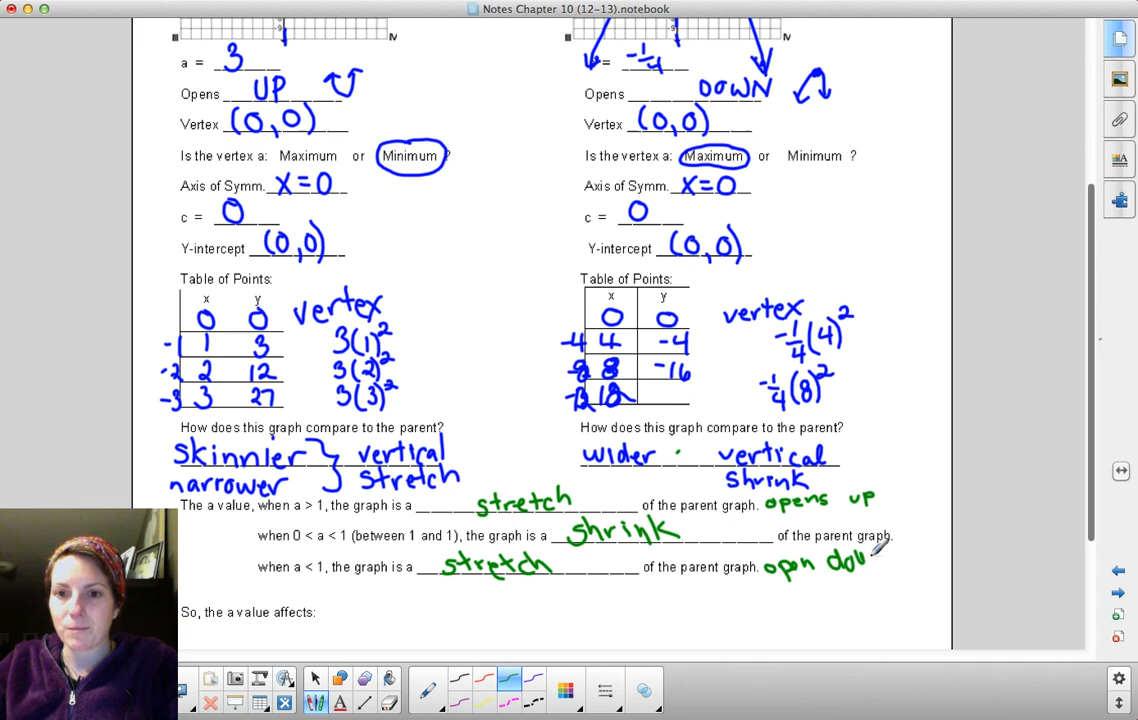 Notes Chapter 10 (12-13).notebook
III
IV
III
IV
a = 3
Opens UP
Vertex (0,0)
Is the vertex a: Maximum or Minimum ?
Axis of Symm. x=0
c = 0
Y-intercept (0,0)
Table of Points:
x y
0 0 vertex
-1 1 3 3(1)²
-2 2 12 3(2)²
-3 3 27 3(3)²
How does this graph compare to the parent?
skinnier } vertical
narrower stretch
= -1/4
Opens DOWN
Vertex (0,0)
Is the vertex a: Maximum or Minimum ?
Axis of Symm. x=0
c = 0
Y-intercept (0,0)
Table of Points:
x y
0 0 vertex
-4 4 -4 -1/4(4)²
8 -16 -1/4(8)²
How does this graph compare to the parent?
wider vertical
shrink
The a value, when a > 1, the graph is a stretch of the parent graph. opens up
when 0 < a < 1 (between 1 and 1), the graph is a shrink of the parent graph.
when a < 1, the graph is a stretch of the parent graph. open dow
So, the a value affects: